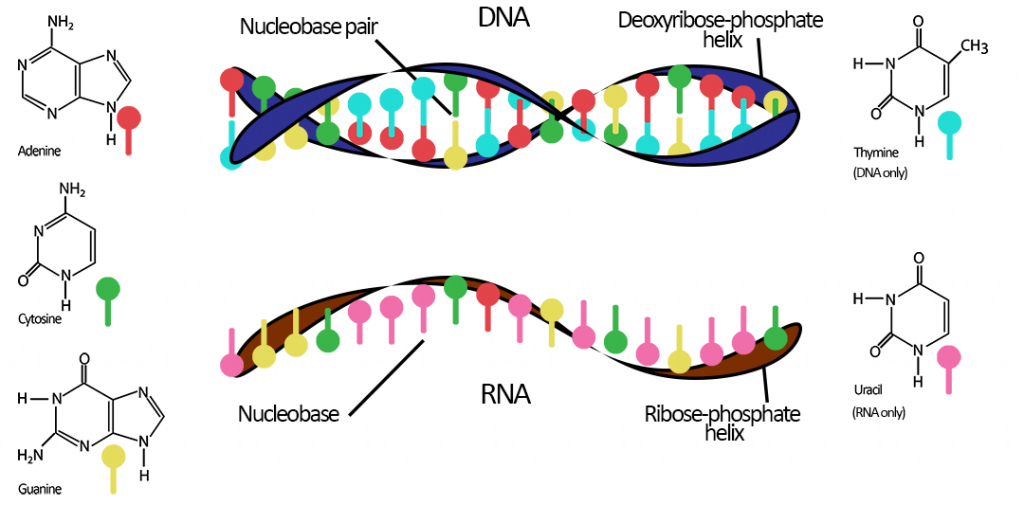 DNA
Nucleobase pair
Deoxyribose-phosphate
helix
NH₂
N
N
N
N
H
Adenine
O
CH₃
H
N
O
N
H
Thymine
(DNA only)
NH₂
N
O
N
H
Cytosine
O
H
N
N
H₂N
N
N
H
Guanine
Nucleobase
RNA
Ribose-phosphate
helix
O
H
N
O
N
H
Uracil
(RNA only)